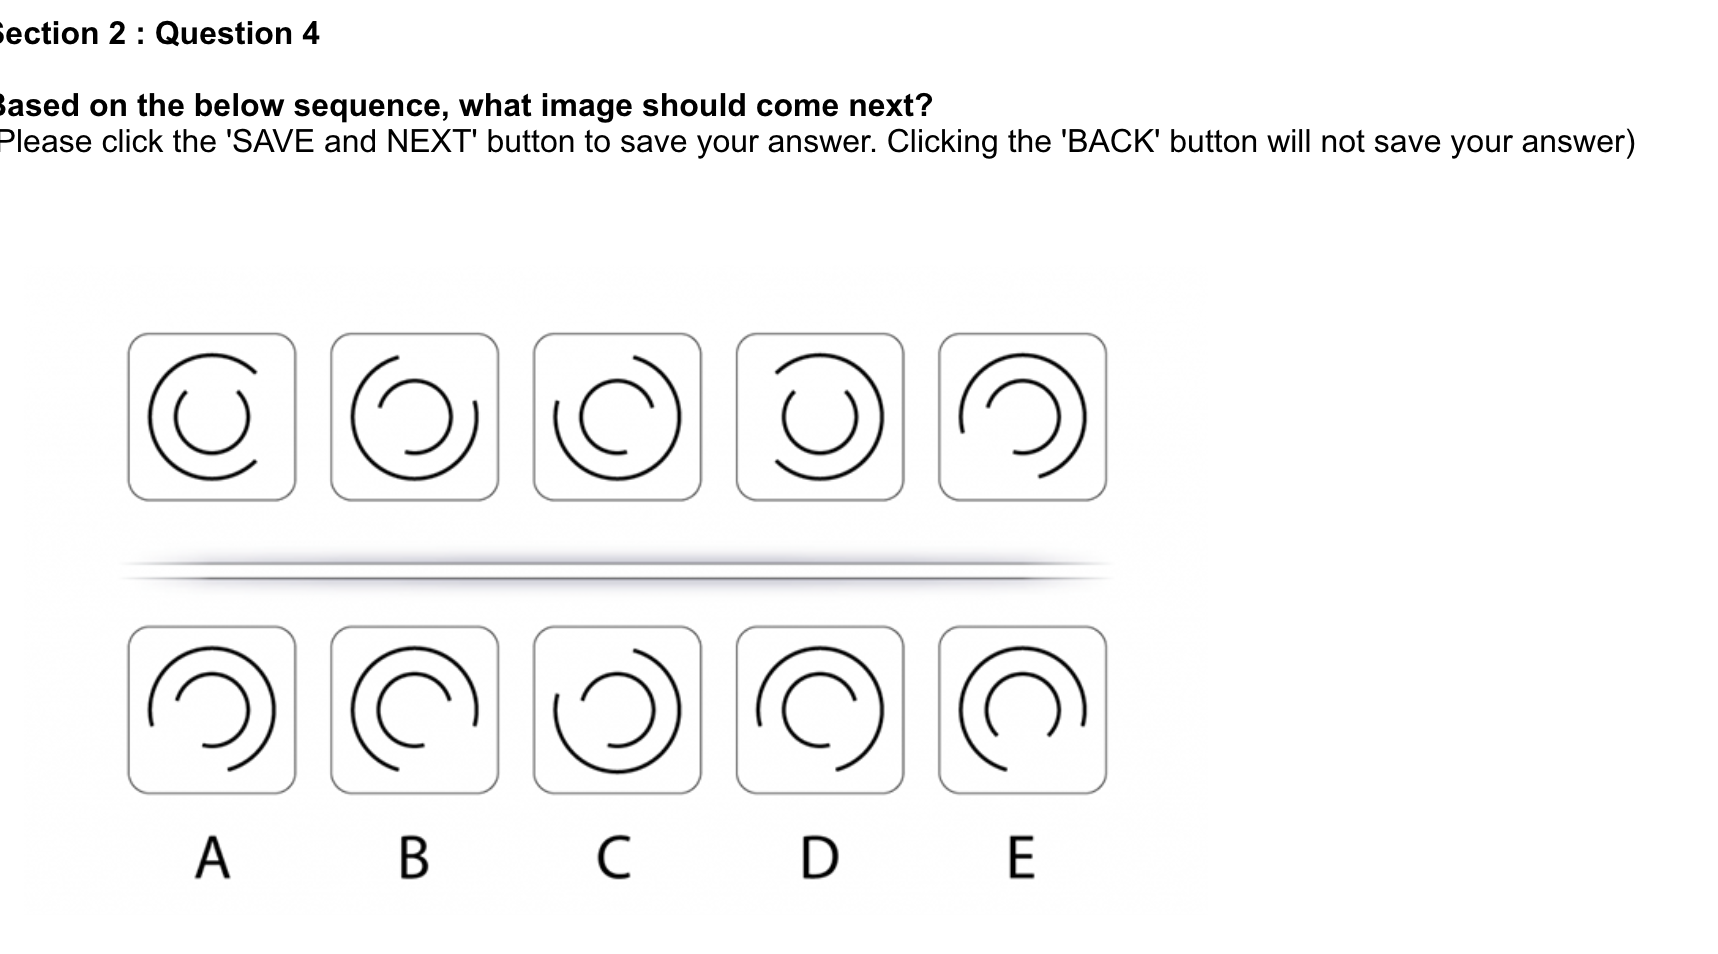 Section 2 : Question 4
Based on the below sequence, what image should come next?
Please click the 'SAVE and NEXT' button to save your answer. Clicking the 'BACK' button will not save your answer)
A B C D E